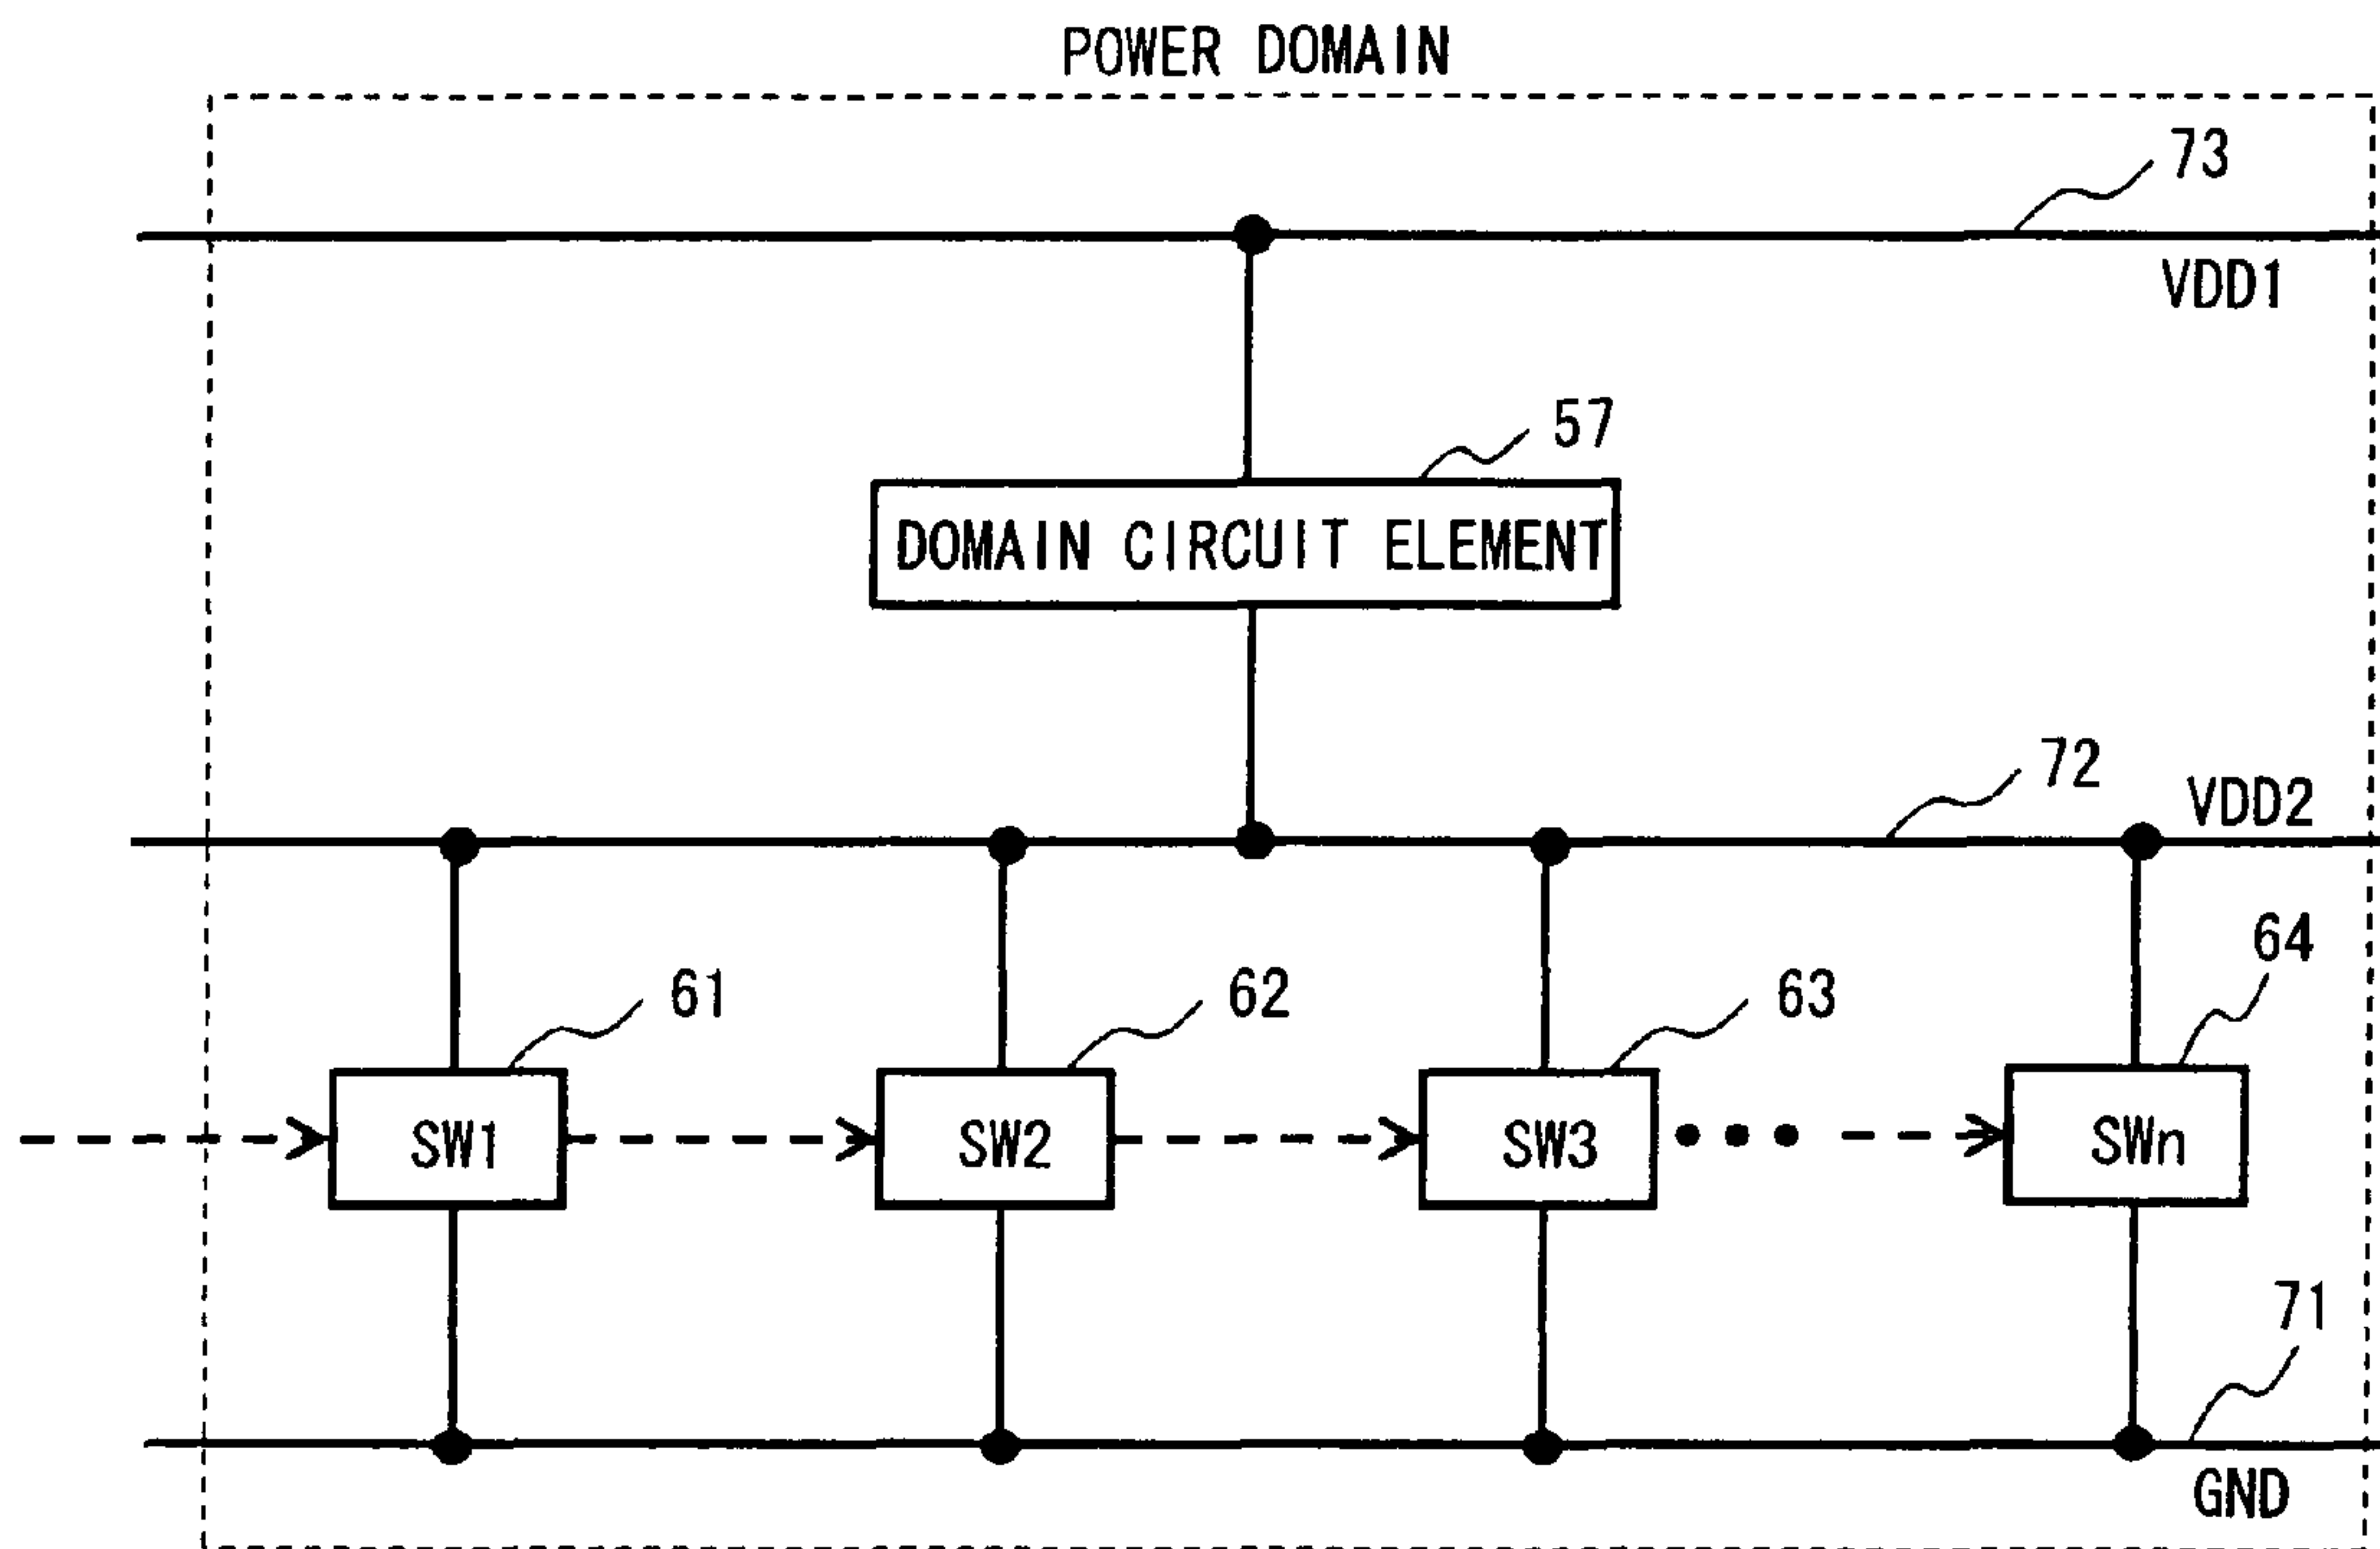 POWER DOMAIN
73
VDD1
57
DOMAIN CIRCUIT ELEMENT
72
VDD2
64
61
62
63
SW1
SW2
SW3
SWn
71
GND